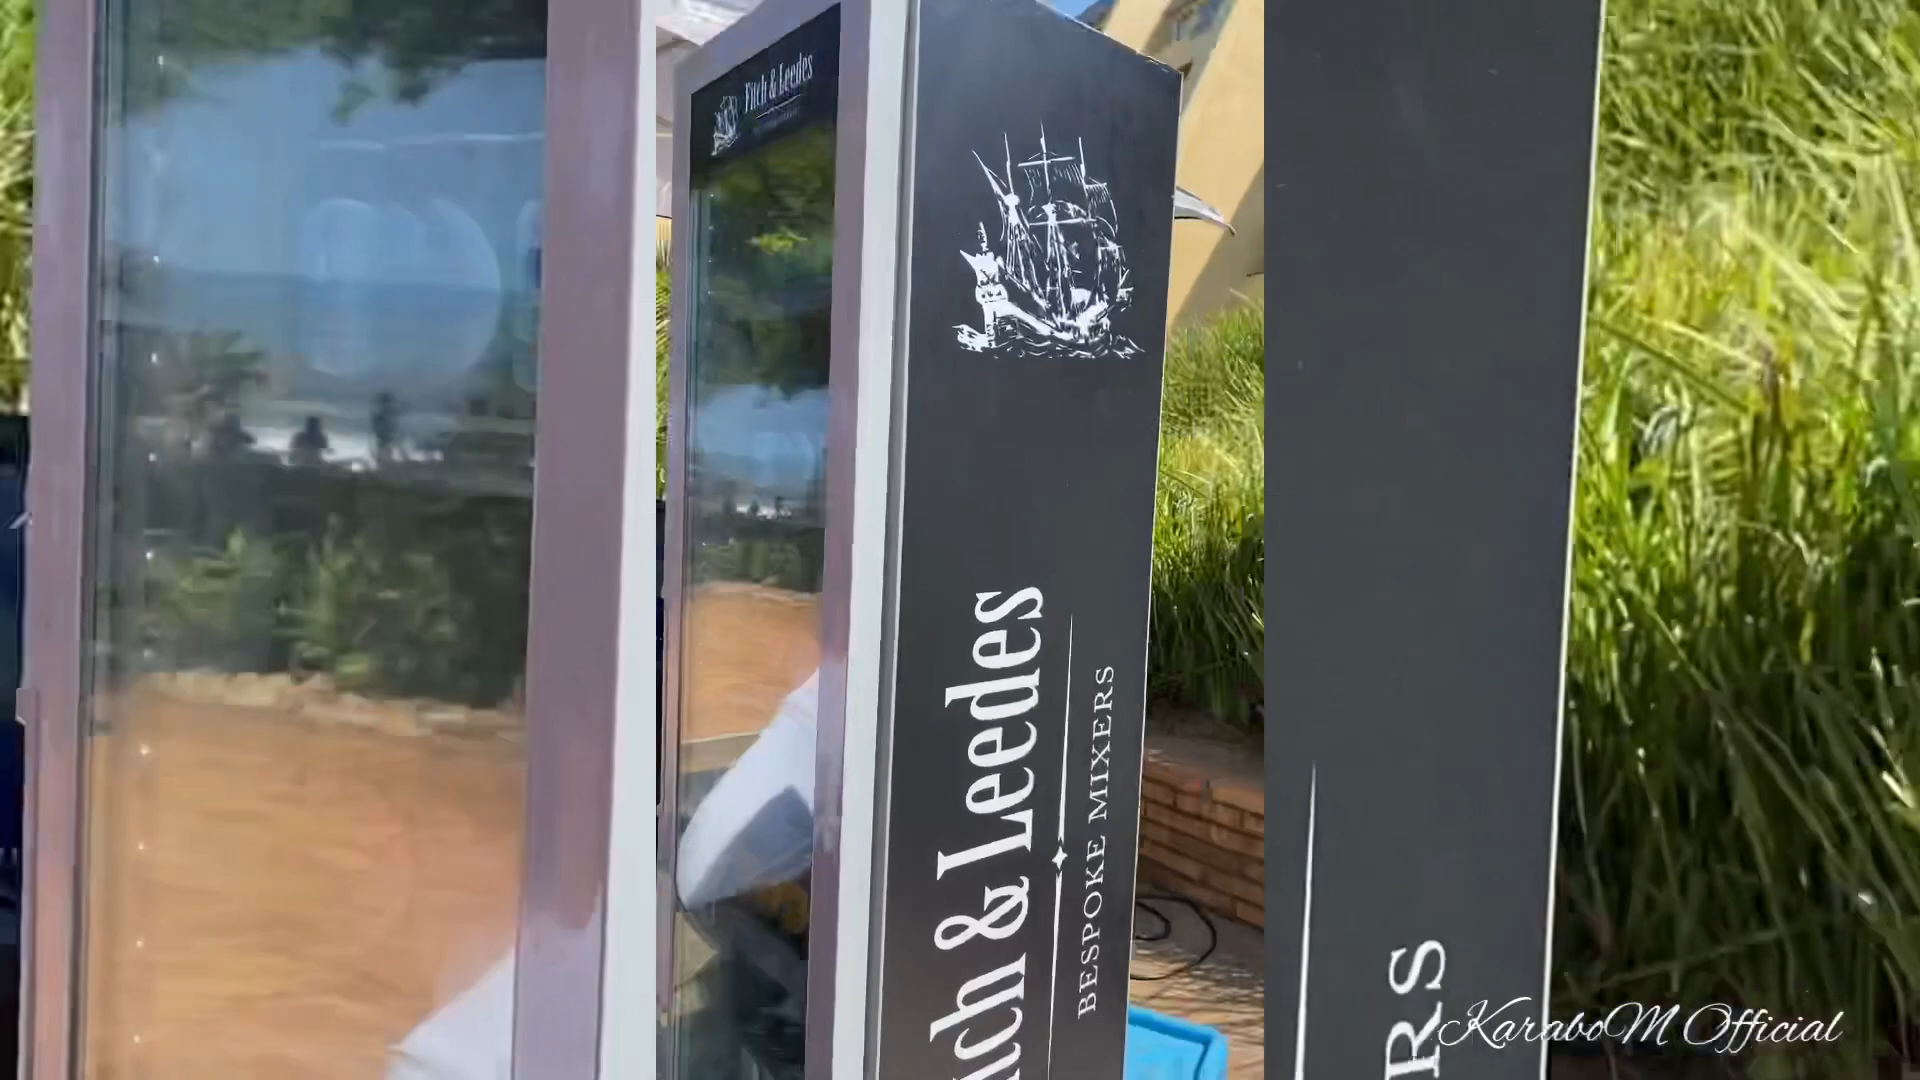 Fitch & Leedes
tch & Leedes
BESPOKE MIXERS
RS
KaraboM Official